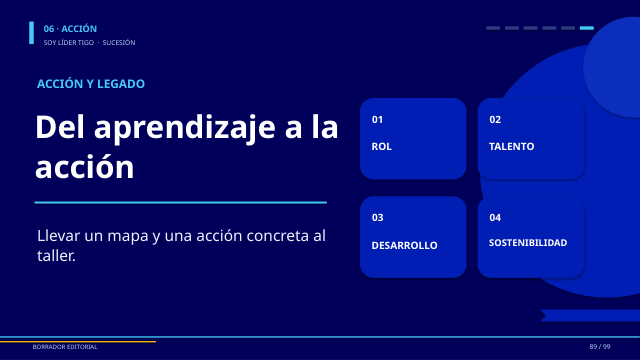 06 · ACCIÓN
SOY LÍDER TIGO · SUCESIÓN
ACCIÓN Y LEGADO
Del aprendizaje a la
acción
Llevar un mapa y una acción concreta al
taller.
01
ROL
02
TALENTO
03
DESARROLLO
04
SOSTENIBILIDAD
BORRADOR EDITORIAL
89 / 99